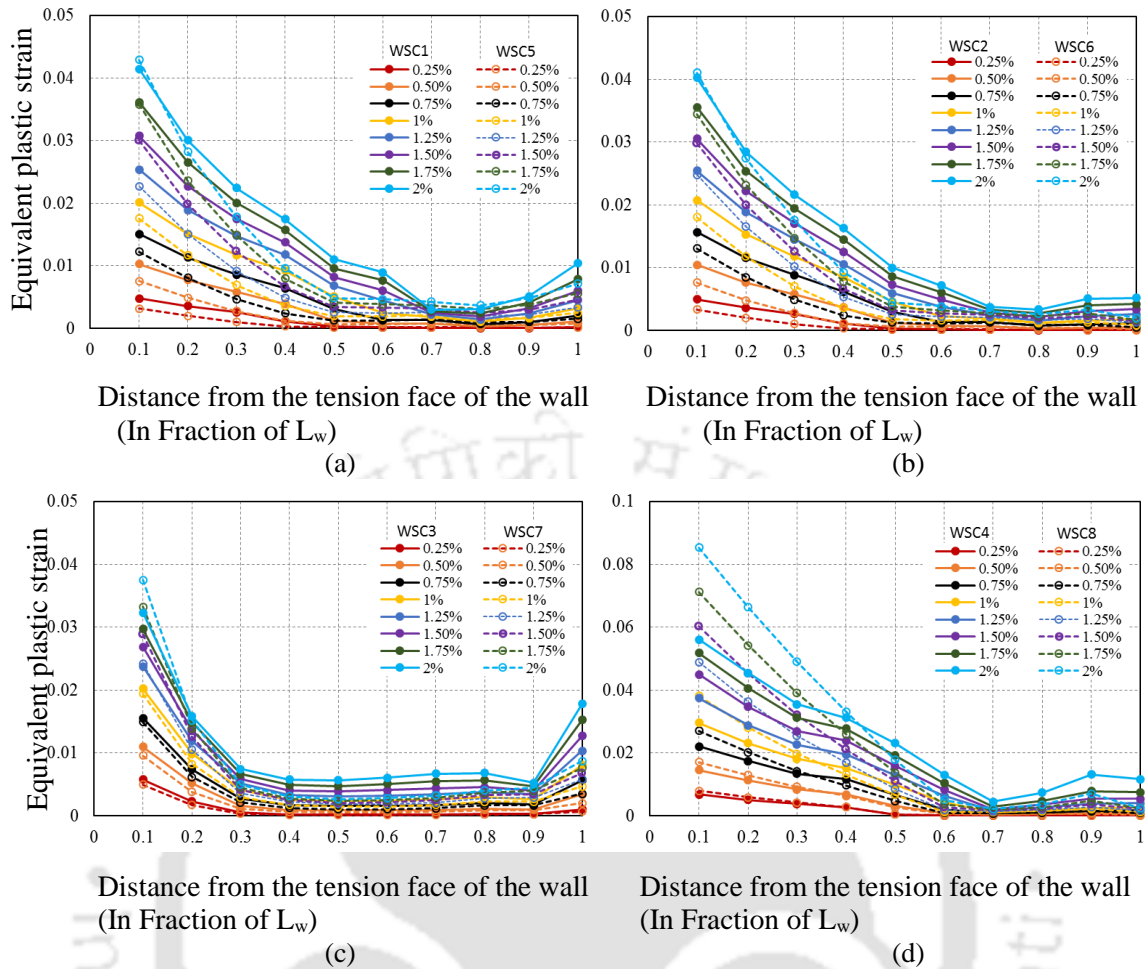 0.05
0.04
0.03
0.02
0.01
0
Equivalent plastic strain
WSC1 WSC5
0.25% 0.25%
0.50% 0.50%
0.75% 0.75%
1% 1%
1.25% 1.25%
1.50% 1.50%
1.75% 1.75%
2% 2%
0 0.1 0.2 0.3 0.4 0.5 0.6 0.7 0.8 0.9 1
Distance from the tension face of the wall
(In Fraction of Lw)
(a)
0.05
0.04
0.03
0.02
0.01
0
WSC2 WSC6
0.25% 0.25%
0.50% 0.50%
0.75% 0.75%
1% 1%
1.25% 1.25%
1.50% 1.50%
1.75% 1.75%
2% 2%
0 0.1 0.2 0.3 0.4 0.5 0.6 0.7 0.8 0.9 1
Distance from the tension face of the wall
(In Fraction of Lw)
(b)
0.05
0.04
0.03
0.02
0.01
0
Equivalent plastic strain
WSC3 WSC7
0.25% 0.25%
0.50% 0.50%
0.75% 0.75%
1% 1%
1.25% 1.25%
1.50% 1.50%
1.75% 1.75%
2% 2%
0 0.1 0.2 0.3 0.4 0.5 0.6 0.7 0.8 0.9 1
Distance from the tension face of the wall
(In Fraction of Lw)
(c)
0.1
0.08
0.06
0.04
0.02
0
WSC4 WSC8
0.25% 0.25%
0.50% 0.50%
0.75% 0.75%
1% 1%
1.25% 1.25%
1.50% 1.50%
1.75% 1.75%
2% 2%
0 0.1 0.2 0.3 0.4 0.5 0.6 0.7 0.8 0.9 1
Distance from the tension face of the wall
(In Fraction of Lw)
(d)